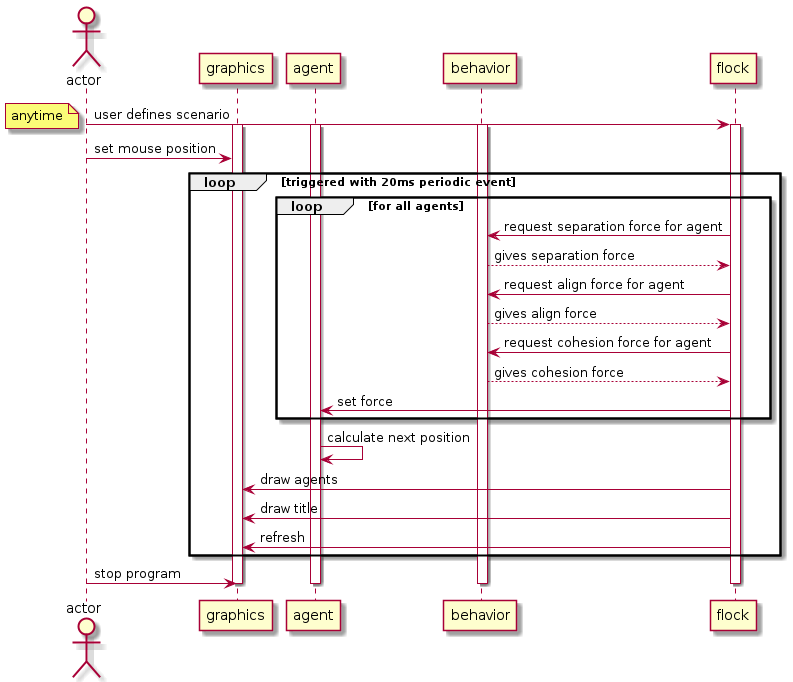 actor
graphics
agent
behavior
flock
anytime
user defines scenario
set mouse position
loop
[triggered with 20ms periodic event]
loop
[for all agents]
request separation force for agent
gives separation force
request align force for agent
gives align force
request cohesion force for agent
gives cohesion force
set force
calculate next position
draw agents
draw title
refresh
stop program
actor
graphics
agent
behavior
flock